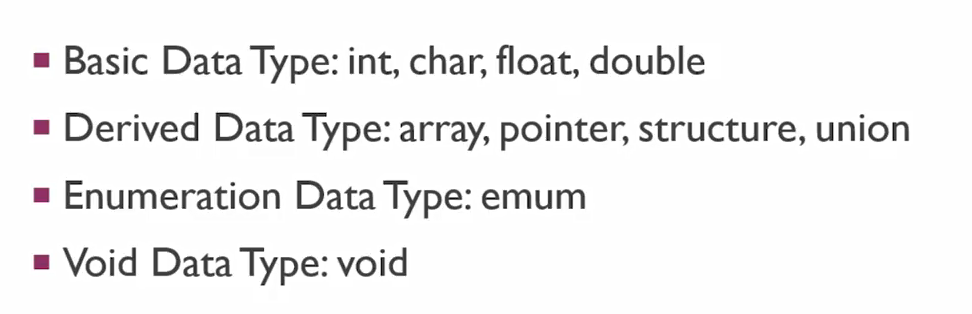 ▪ Basic Data Type: int, char, float, double
▪ Derived Data Type: array, pointer, structure, union
▪ Enumeration Data Type: emum
▪ Void Data Type: void